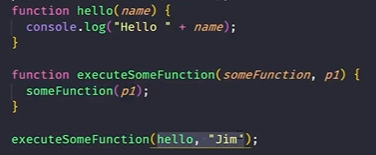 function hello(name) {
  console.log("Hello " + name);
}
function executeSomeFunction(someFunction, p1) {
  someFunction(p1);
}
executeSomeFunction(hello, "Jim");